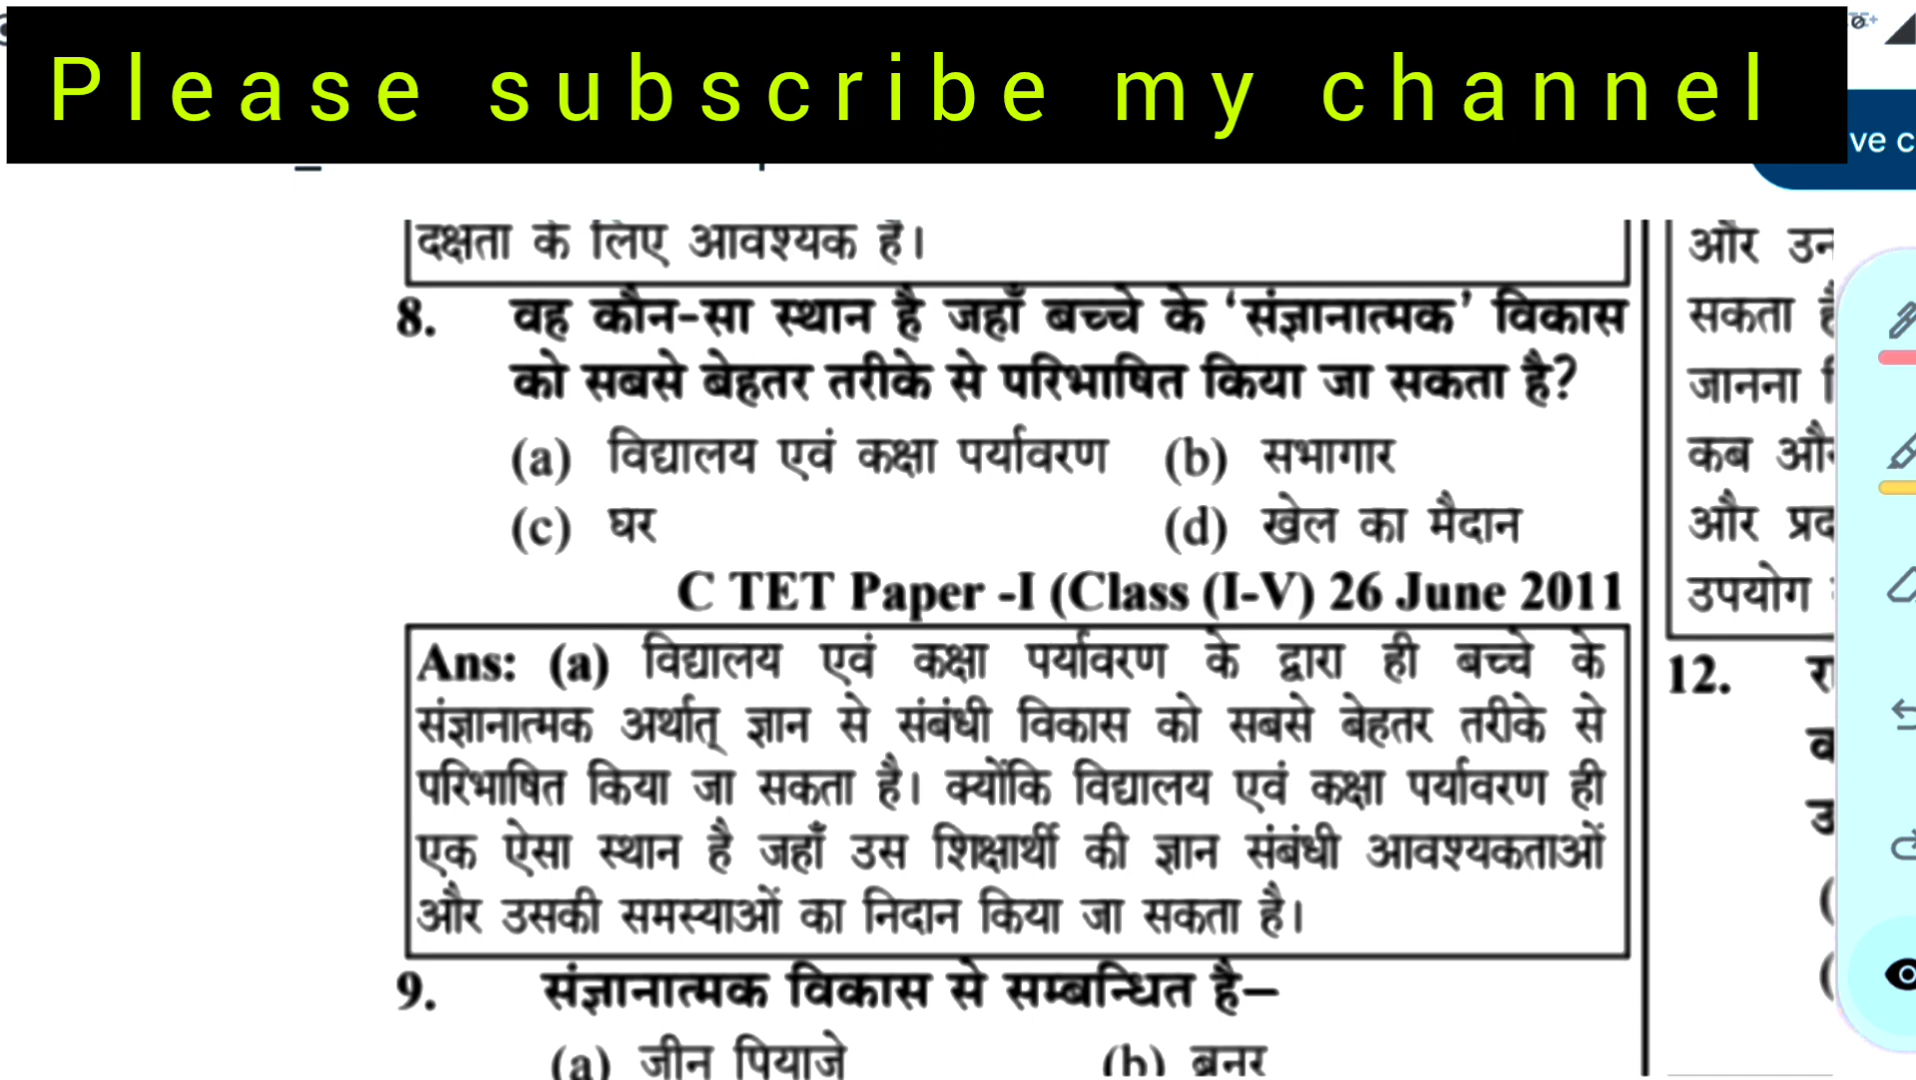 Please subscribe my channel
ve c
दक्षता के लिए आवश्यक हैं।
8. वह कौन-सा स्थान है जहाँ बच्चे के ‘संज्ञानात्मक’ विकास
को सबसे बेहतर तरीके से परिभाषित किया जा सकता है?
(a) विद्यालय एवं कक्षा पर्यावरण (b) सभागार
(c) घर (d) खेल का मैदान
C TET Paper -I (Class (I-V) 26 June 2011
Ans: (a) विद्यालय एवं कक्षा पर्यावरण के द्वारा ही बच्चे के
संज्ञानात्मक अर्थात् ज्ञान से संबंधी विकास को सबसे बेहतर तरीके से
परिभाषित किया जा सकता है। क्योंकि विद्यालय एवं कक्षा पर्यावरण ही
एक ऐसा स्थान है जहाँ उस शिक्षार्थी की ज्ञान संबंधी आवश्यकताओं
और उसकी समस्याओं का निदान किया जा सकता है।
9. संज्ञानात्मक विकास से सम्बन्धित है–
(a) जीन पियाजे (b) ब्रूनर
और
सकता
जानना
कब
और
उपयोग
12.